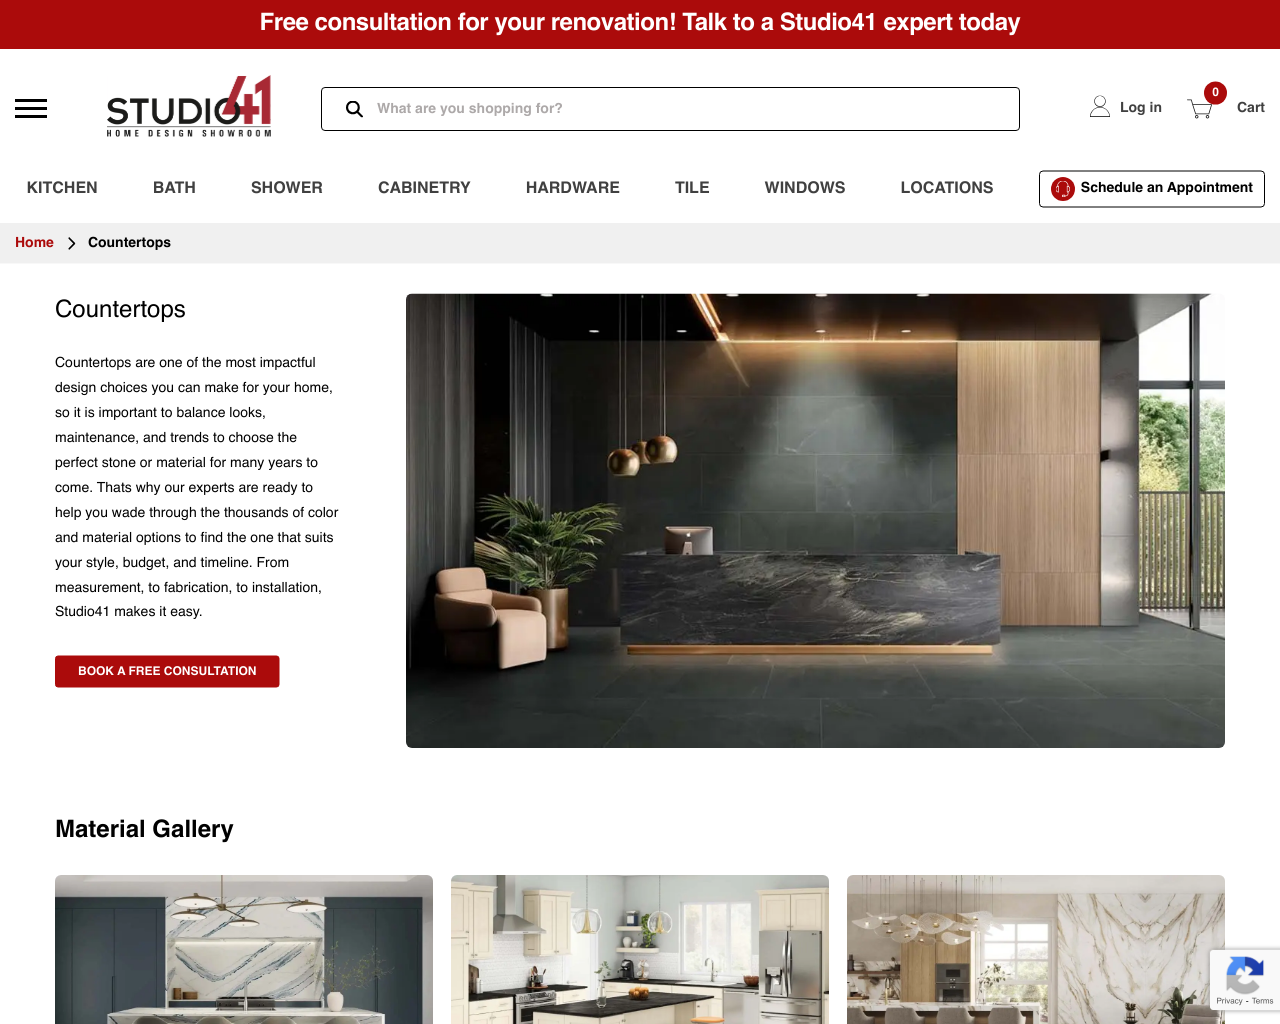 Free consultation for your renovation! Talk to a Studio41 expert today
STUDIO41
HOME DESIGN SHOWROOM
What are you shopping for?
Log in
0
Cart
KITCHEN
BATH
SHOWER
CABINETRY
HARDWARE
TILE
WINDOWS
LOCATIONS
Schedule an Appointment
Home
Countertops
Countertops
Countertops are one of the most impactful
design choices you can make for your home,
so it is important to balance looks,
maintenance, and trends to choose the
perfect stone or material for many years to
come. Thats why our experts are ready to
help you wade through the thousands of color
and material options to find the one that suits
your style, budget, and timeline. From
measurement, to fabrication, to installation,
Studio41 makes it easy.
BOOK A FREE CONSULTATION
Material Gallery
Privacy - Terms